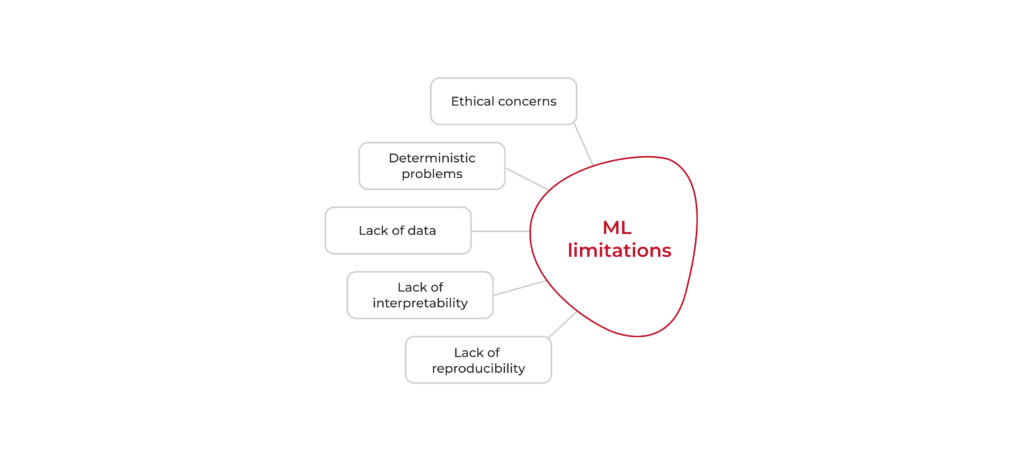 Ethical concerns
Deterministic
problems
Lack of data
Lack of
interpretability
Lack of
reproducibility
ML
limitations